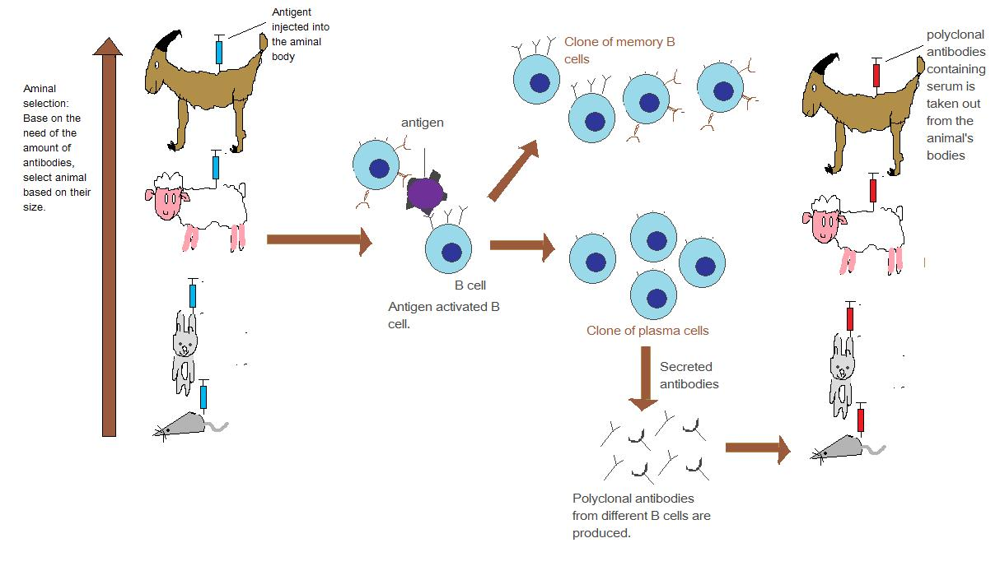 Antigent
injected into
the aminal
body
Aminal
selection:
Base on the
need of the
amount of
antibodies,
select animal
based on their
size.
antigen
B cell
Antigen activated B
cell.
Clone of memory B
cells
Clone of plasma cells
Secreted
antibodies
Polyclonal antibodies
from different B cells are
produced.
polyclonal
antibodies
containing
serum is
taken out
from the
animal's
bodies